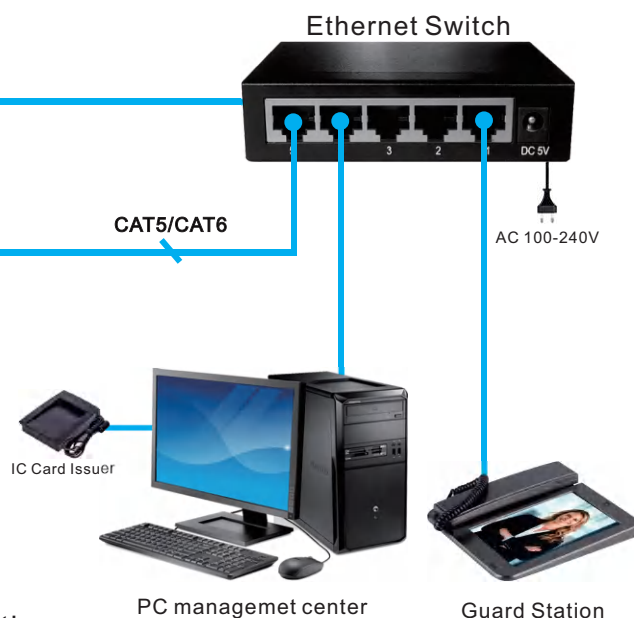 Ethernet Switch
3 2 1 DC 5V
CAT5/CAT6
AC 100-240V
IC Card Issuer
PC managemet center
Guard Station